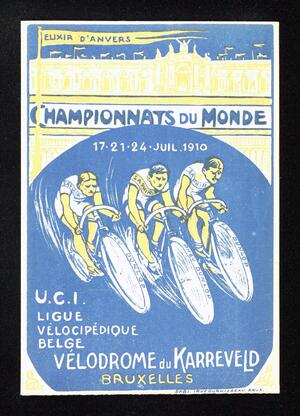 ELIXIR D'ANVERS
CHAMPIONNATS DU MONDE
17·21·24·JUIL.1910
U.C.I.
LIGUE
VÉLOCIPÉDIQUE
BELGE
VÉLODROME du KARREVELD
BRUXELLES